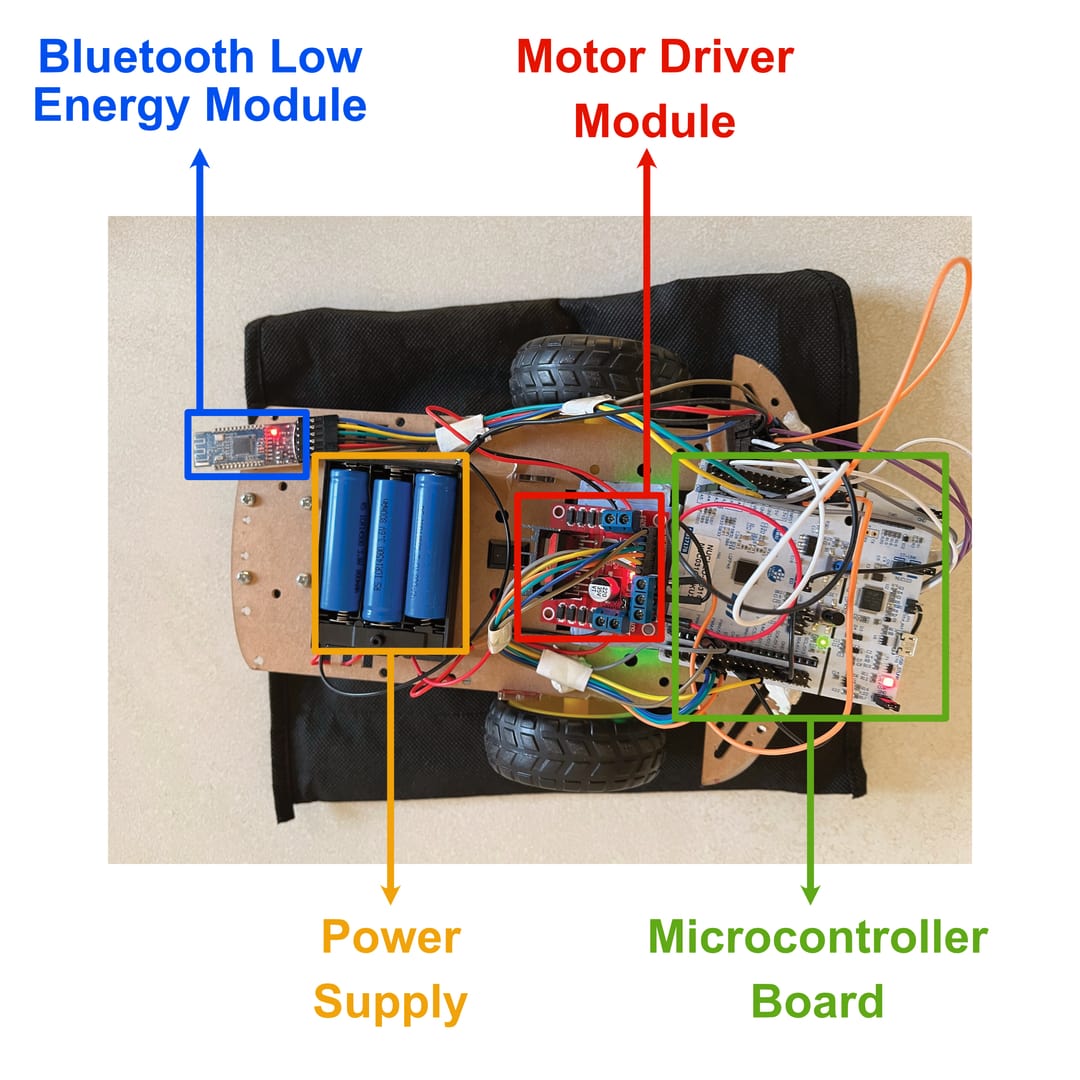 Bluetooth Low
Energy Module
Motor Driver
Module
Power
Supply
Microcontroller
Board